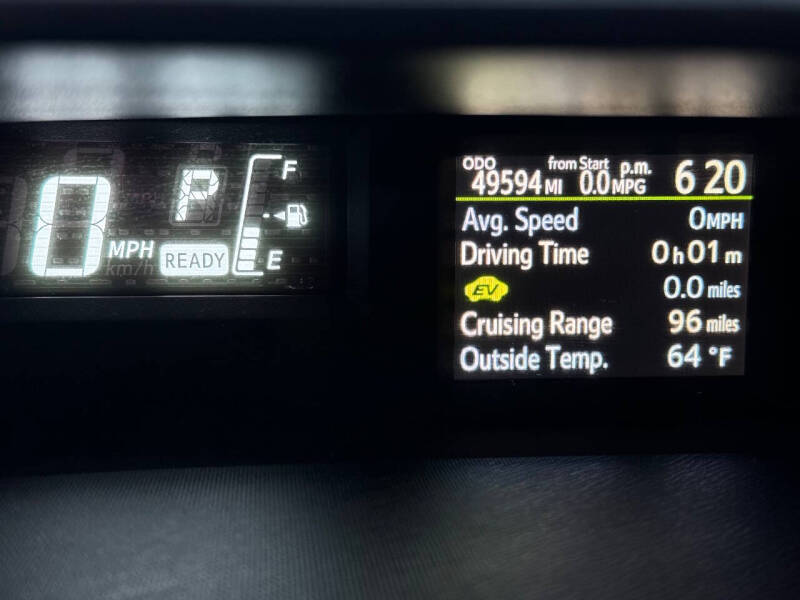 0 MPH
km/h
P
READY
F
E
ODO 49594 MI
from Start 0.0 MPG
p.m. 6 20
Avg. Speed 0 MPH
Driving Time 0 h 01 m
EV 0.0 miles
Cruising Range 96 miles
Outside Temp. 64 °F